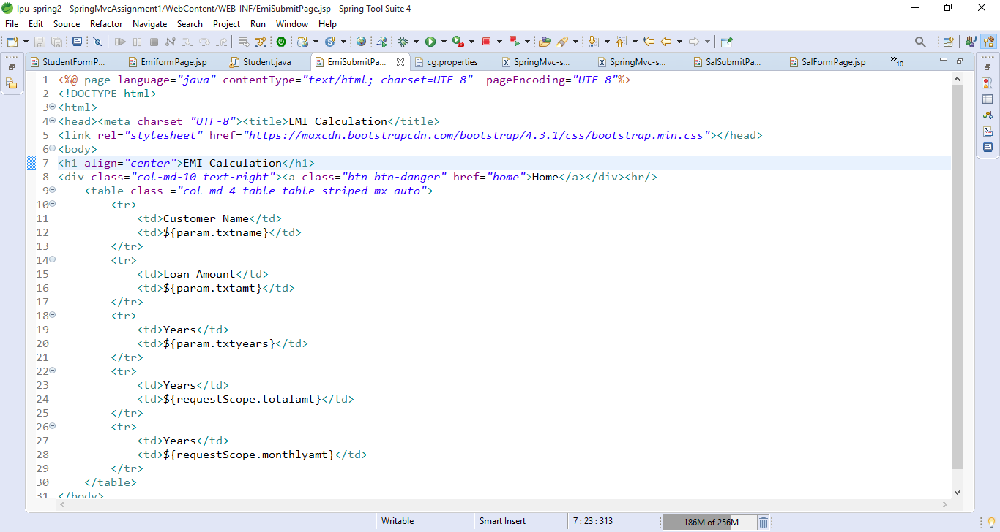 lpu-spring2 - SpringMvcAssignment1/WebContent/WEB-INF/EmiSubmitPage.jsp - Spring Tool Suite 4
File Edit Source Refactor Navigate Search Project Run Window Help
StudentFormP... EmiformPage.jsp Student.java EmiSubmitPa... cg.properties SpringMvc-s... SpringMvc-s... SalSubmitPa... SalFormPage.jsp »10
1 <%@ page language="java" contentType="text/html; charset=UTF-8"  pageEncoding="UTF-8"%>
2 <!DOCTYPE html>
3 <html>
4 <head><meta charset="UTF-8"><title>EMI Calculation</title>
5 <link rel="stylesheet" href="https://maxcdn.bootstrapcdn.com/bootstrap/4.3.1/css/bootstrap.min.css"></head>
6 <body>
7 <h1 align="center">EMI Calculation</h1>
8 <div class="col-md-10 text-right"><a class="btn btn-danger" href="home">Home</a></div><hr/>
9     <table class ="col-md-4 table table-striped mx-auto">
10         <tr>
11             <td>Customer Name</td>
12             <td>${param.txtname}</td>
13         </tr>
14         <tr>
15             <td>Loan Amount</td>
16             <td>${param.txtamt}</td>
17         </tr>
18         <tr>
19             <td>Years</td>
20             <td>${param.txtyears}</td>
21         </tr>
22         <tr>
23             <td>Years</td>
24             <td>${requestScope.totalamt}</td>
25         </tr>
26         <tr>
27             <td>Years</td>
28             <td>${requestScope.monthlyamt}</td>
29         </tr>
30     </table>
31 </body>
Writable Smart Insert 7 : 23 : 313 186M of 256M